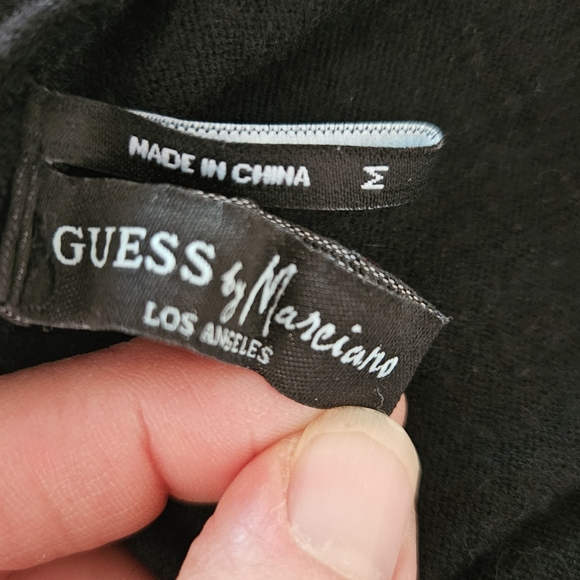 MADE IN CHINA M
GUESS by Marciano
LOS ANGELES